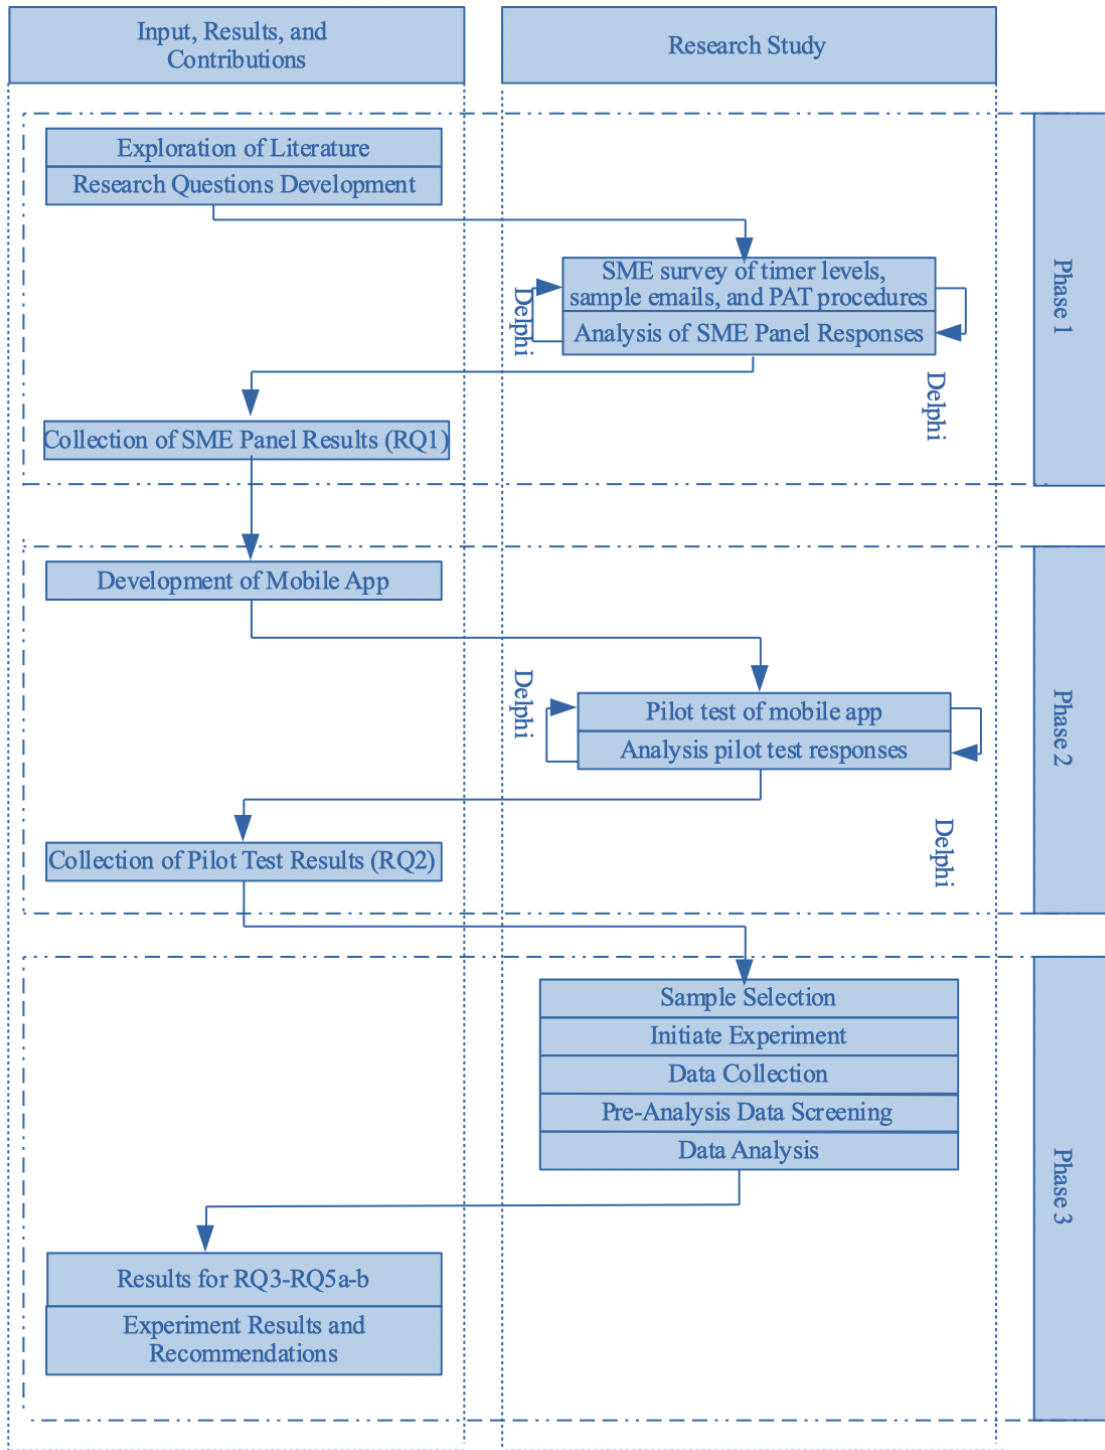 Input, Results, and
Contributions
Research Study
Phase 1
Exploration of Literature
Research Questions Development
SME survey of timer levels,
sample emails, and PAT procedures
Analysis of SME Panel Responses
Delphi
Delphi
Collection of SME Panel Results (RQ1)
Phase 2
Development of Mobile App
Delphi
Pilot test of mobile app
Analysis pilot test responses
Delphi
Collection of Pilot Test Results (RQ2)
Phase 3
Sample Selection
Initiate Experiment
Data Collection
Pre-Analysis Data Screening
Data Analysis
Results for RQ3-RQ5a-b
Experiment Results and
Recommendations